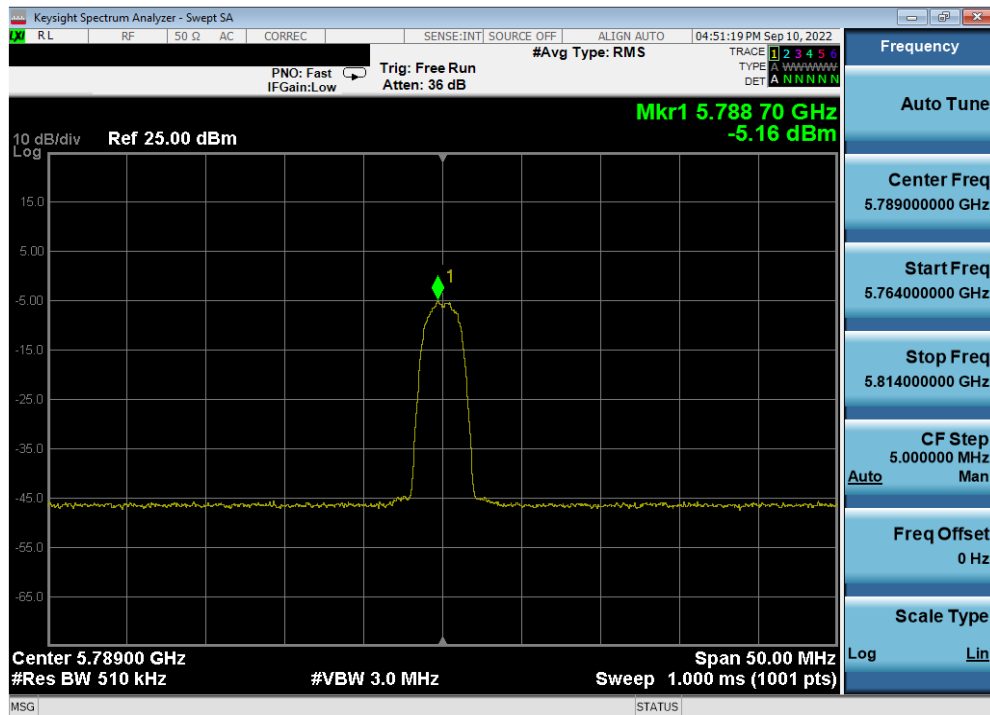 Keysight Spectrum Analyzer - Swept SA
LXI RL RF 50 Ω AC CORREC SENSE:INT SOURCE OFF ALIGN AUTO 04:51:19 PM Sep 10, 2022
#Avg Type: RMS TRACE 1 2 3 4 5 6
PNO: Fast Trig: Free Run TYPE A WWWWW
IFGain:Low Atten: 36 dB DET A N N N N N
Mkr1 5.788 70 GHz
-5.16 dBm
10 dB/div Ref 25.00 dBm
Log
15.0
5.00
1
-5.00
-15.0
-25.0
-35.0
-45.0
-55.0
-65.0
Center 5.78900 GHz Span 50.00 MHz
#Res BW 510 kHz #VBW 3.0 MHz Sweep 1.000 ms (1001 pts)
MSG STATUS
Frequency
Auto Tune
Center Freq
5.789000000 GHz
Start Freq
5.764000000 GHz
Stop Freq
5.814000000 GHz
CF Step
5.000000 MHz
Auto Man
Freq Offset
0 Hz
Scale Type
Log Lin